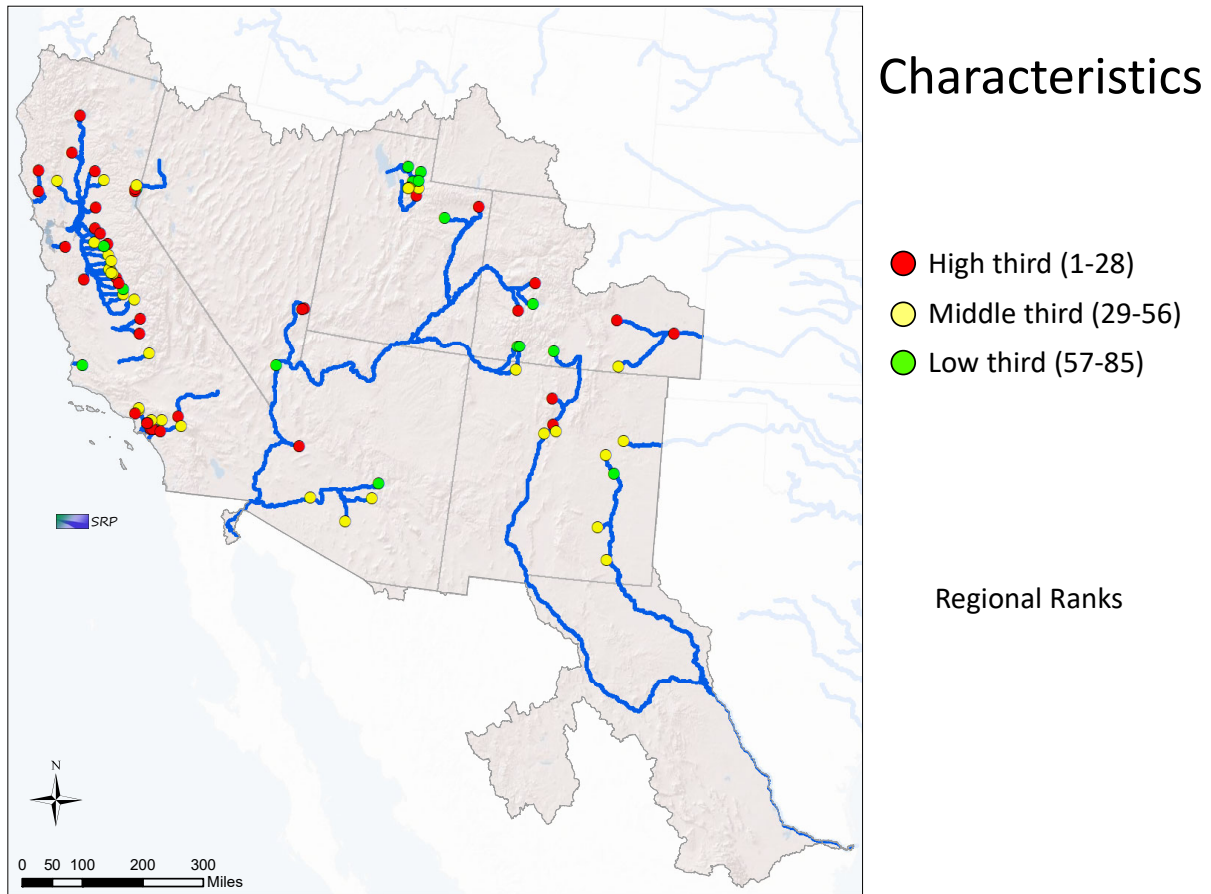 Characteristics
High third (1-28)
Middle third (29-56)
Low third (57-85)
SRP
Regional Ranks
N
0 50 100 200 300
Miles